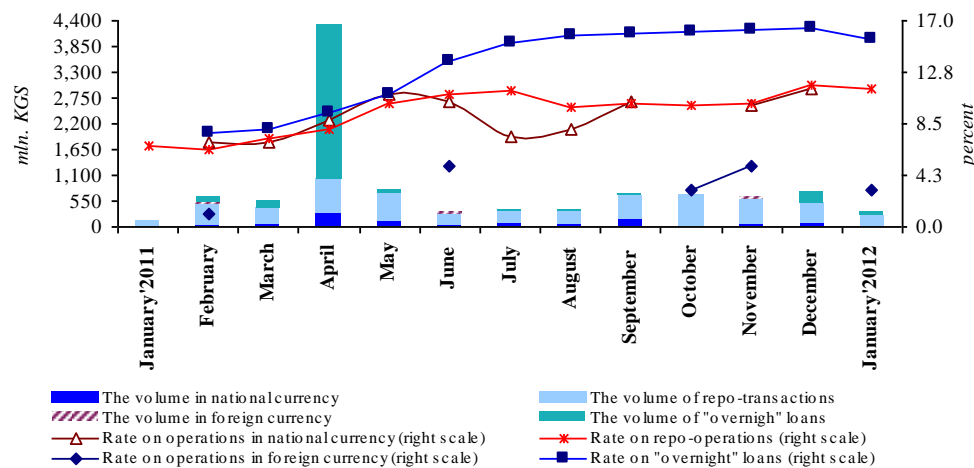 4,400
3,850
3,300
2,750
2,200
1,650
1,100
550
0
mln. KGS
17.0
12.8
8.5
4.3
0.0
percent
January'2011
February
March
April
May
June
July
August
September
October
November
December
January'2012
The volume in national currency
The volume of repo-transactions
The volume in foreign currency
The volume of "overnigh" loans
Rate on operations in national currency (right scale)
Rate on repo-operations (right scale)
Rate on operations in foreign currency (right scale)
Rate on "overnight" loans (right scale)